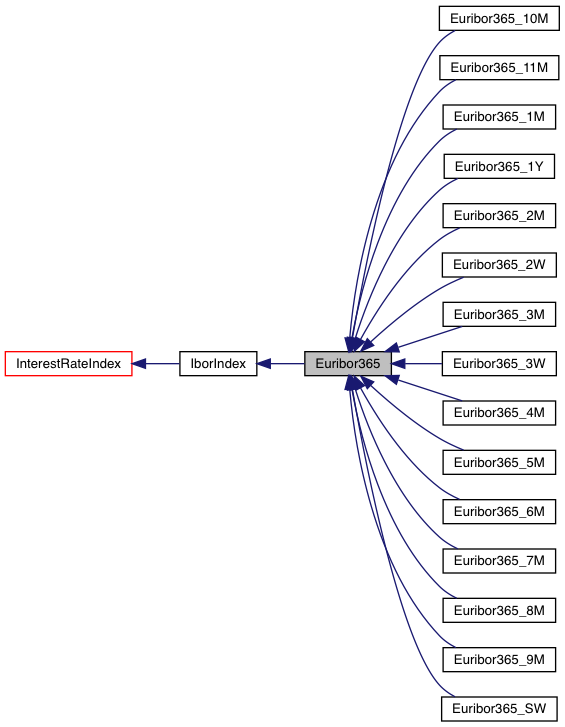 Euribor365_10M
Euribor365_11M
Euribor365_1M
Euribor365_1Y
Euribor365_2M
Euribor365_2W
Euribor365_3M
InterestRateIndex
IborIndex
Euribor365
Euribor365_3W
Euribor365_4M
Euribor365_5M
Euribor365_6M
Euribor365_7M
Euribor365_8M
Euribor365_9M
Euribor365_SW